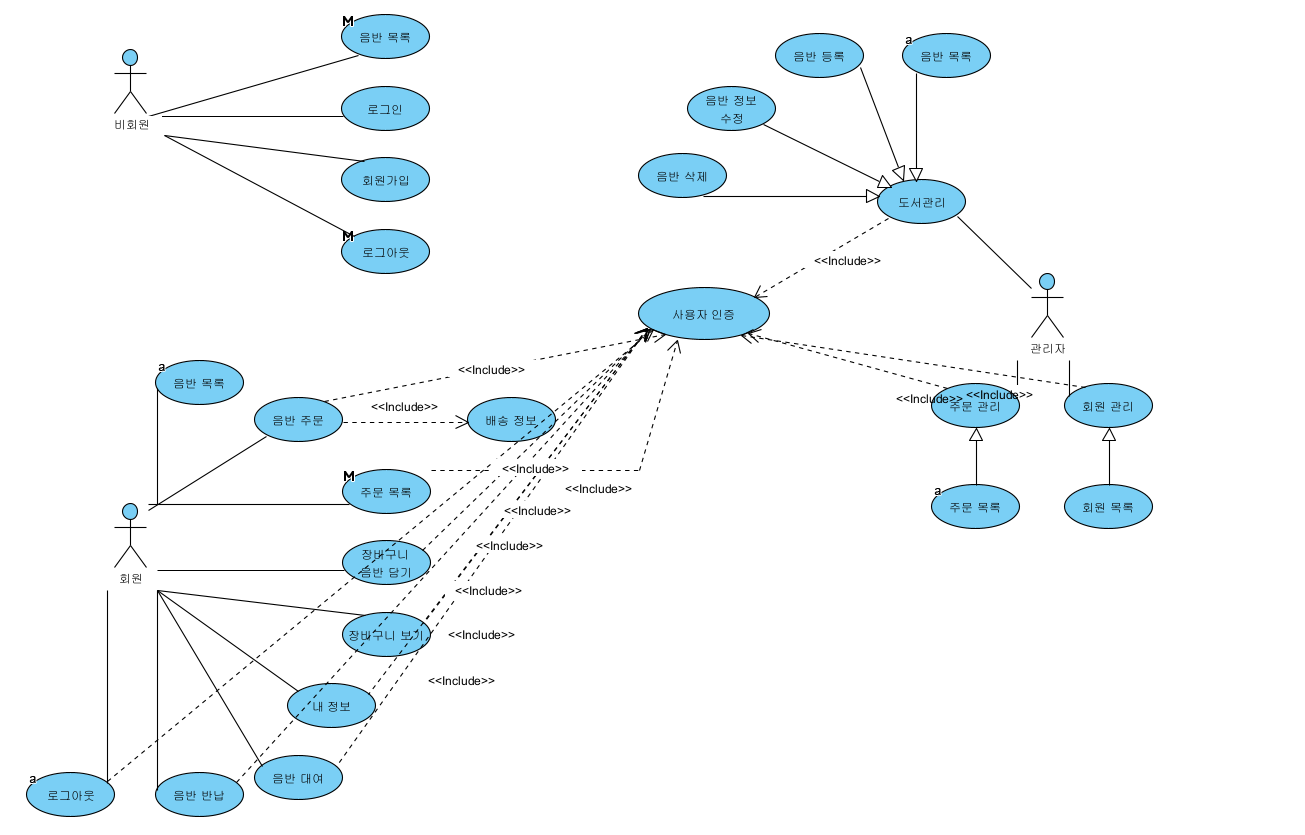 M
음반 목록
로그인
비회원
회원가입
M
로그아웃
음반 등록
a
음반 목록
음반 정보
수정
음반 삭제
도서관리
<<Include>>
사용자 인증
관리자
<<Include>>
<<Include>>
주문 관리
회원 관리
a
주문 목록
회원 목록
a
음반 목록
<<Include>>
음반 주문
<<Include>>
배송 정보
M
주문 목록
<<Include>>
<<Include>>
<<Include>>
장바구니
음반 담기
<<Include>>
회원
<<Include>>
장바구니 보기
<<Include>>
<<Include>>
내 정보
음반 대여
a
로그아웃
음반 반납